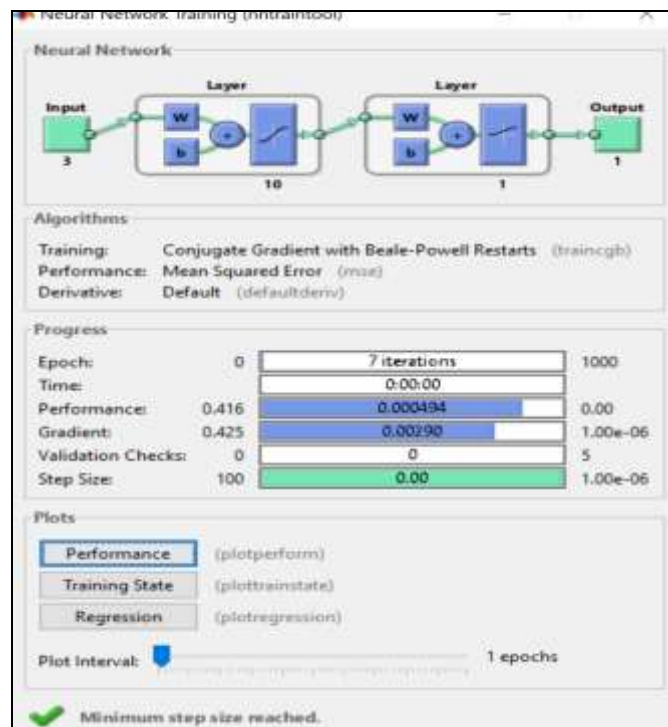 Neural Network Training (nntraintool)
Neural Network
Layer Layer
Input Output
W W
b b
+ +
3 1
10 1
Algorithms
Training: Conjugate Gradient with Beale-Powell Restarts (traincgb)
Performance: Mean Squared Error (mse)
Derivative: Default (defaultderiv)
Progress
Epoch: 0 7 iterations 1000
Time: 0:00:00
Performance: 0.416 0.000494 0.00
Gradient: 0.425 0.00290 1.00e-06
Validation Checks: 0 0 5
Step Size: 100 0.00 1.00e-06
Plots
Performance (plotperform)
Training State (plottrainstate)
Regression (plotregression)
Plot Interval: 1 epochs
Minimum step size reached.